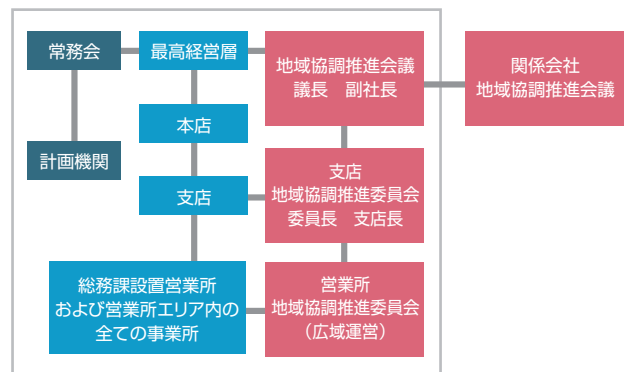 常務会
最高経営層
地域協調推進会議
議長　副社長
関係会社
地域協調推進会議
本店
計画機関
支店
支店
地域協調推進委員会
委員長　支店長
総務課設置営業所
および営業所エリア内の
全ての事業所
営業所
地域協調推進委員会
（広域運営）